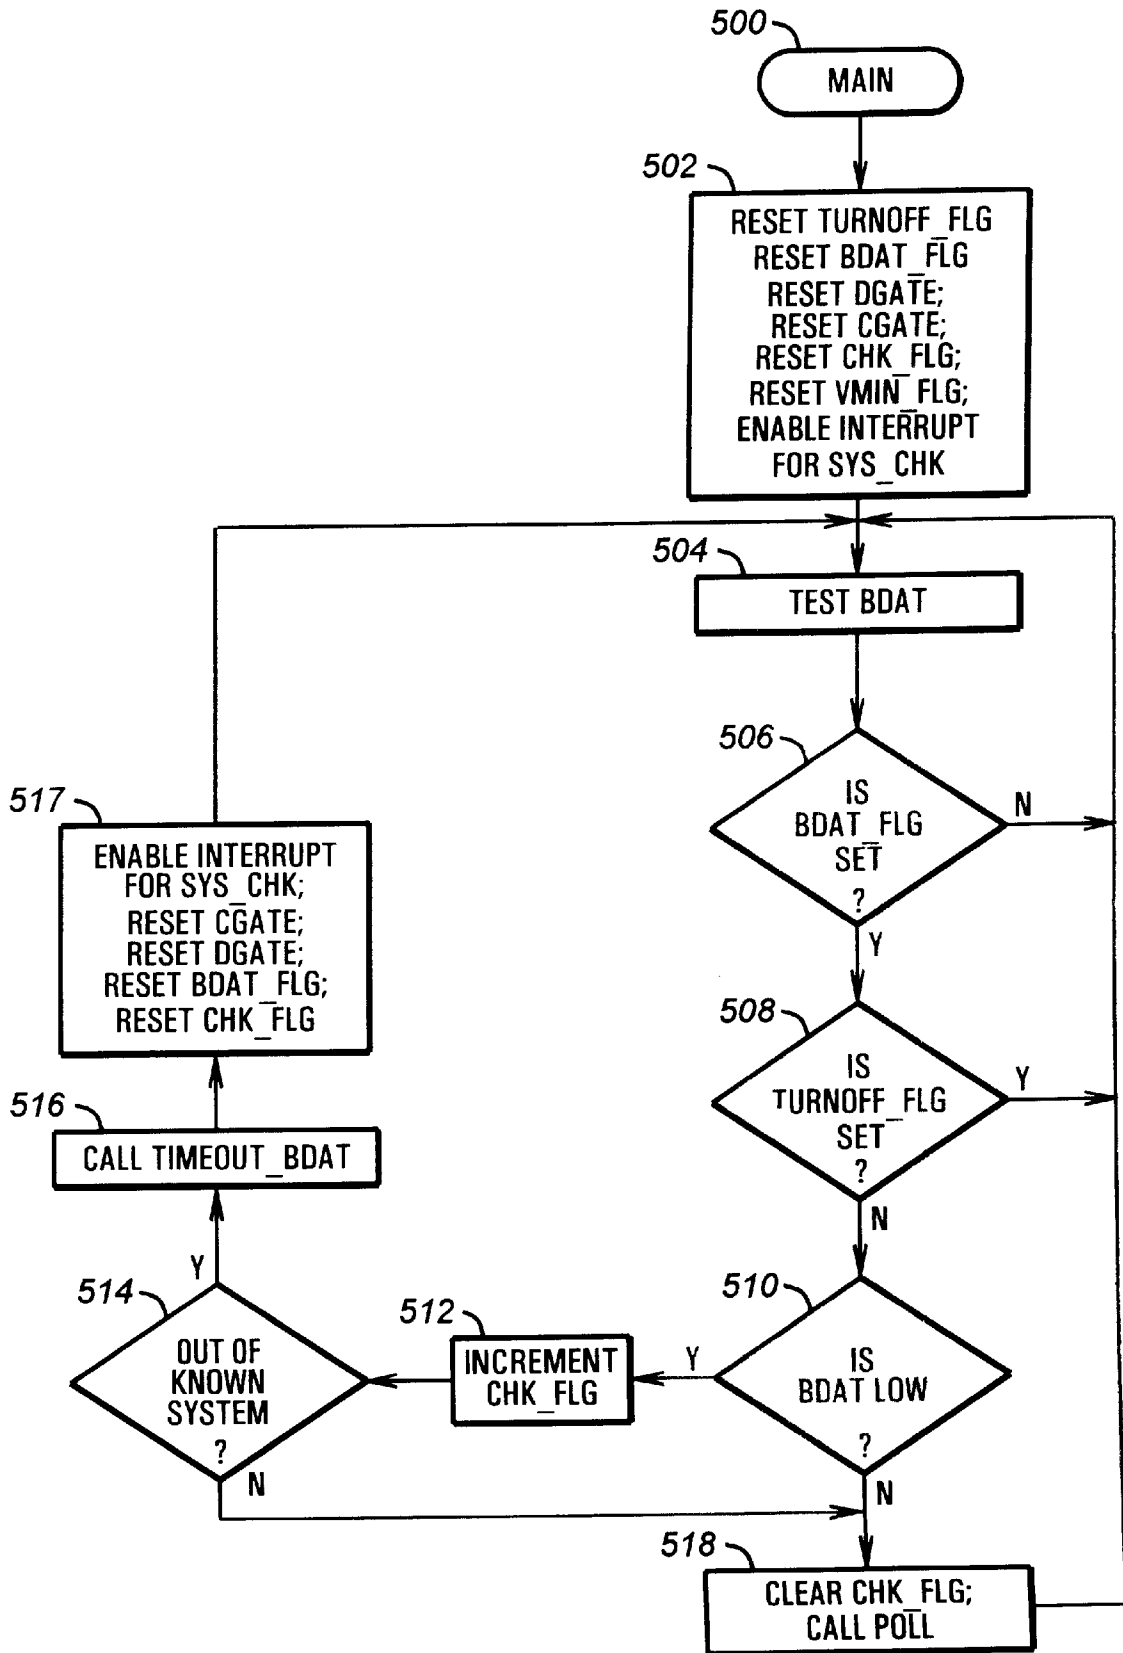 500
MAIN
502
RESET TURNOFF_FLG
RESET BDAT_FLG
RESET DGATE;
RESET CGATE;
RESET CHK_FLG;
RESET VMIN_FLG;
ENABLE INTERRUPT
FOR SYS_CHK
504
TEST BDAT
506
IS
BDAT_FLG
SET
?
N
Y
508
IS
TURNOFF_FLG
SET
?
Y
N
510
IS
BDAT LOW
?
Y
N
512
INCREMENT
CHK_FLG
514
OUT OF
KNOWN
SYSTEM
?
Y
N
516
CALL TIMEOUT_BDAT
517
ENABLE INTERRUPT
FOR SYS_CHK;
RESET CGATE;
RESET DGATE;
RESET BDAT_FLG;
RESET CHK_FLG
518
CLEAR CHK_FLG;
CALL POLL